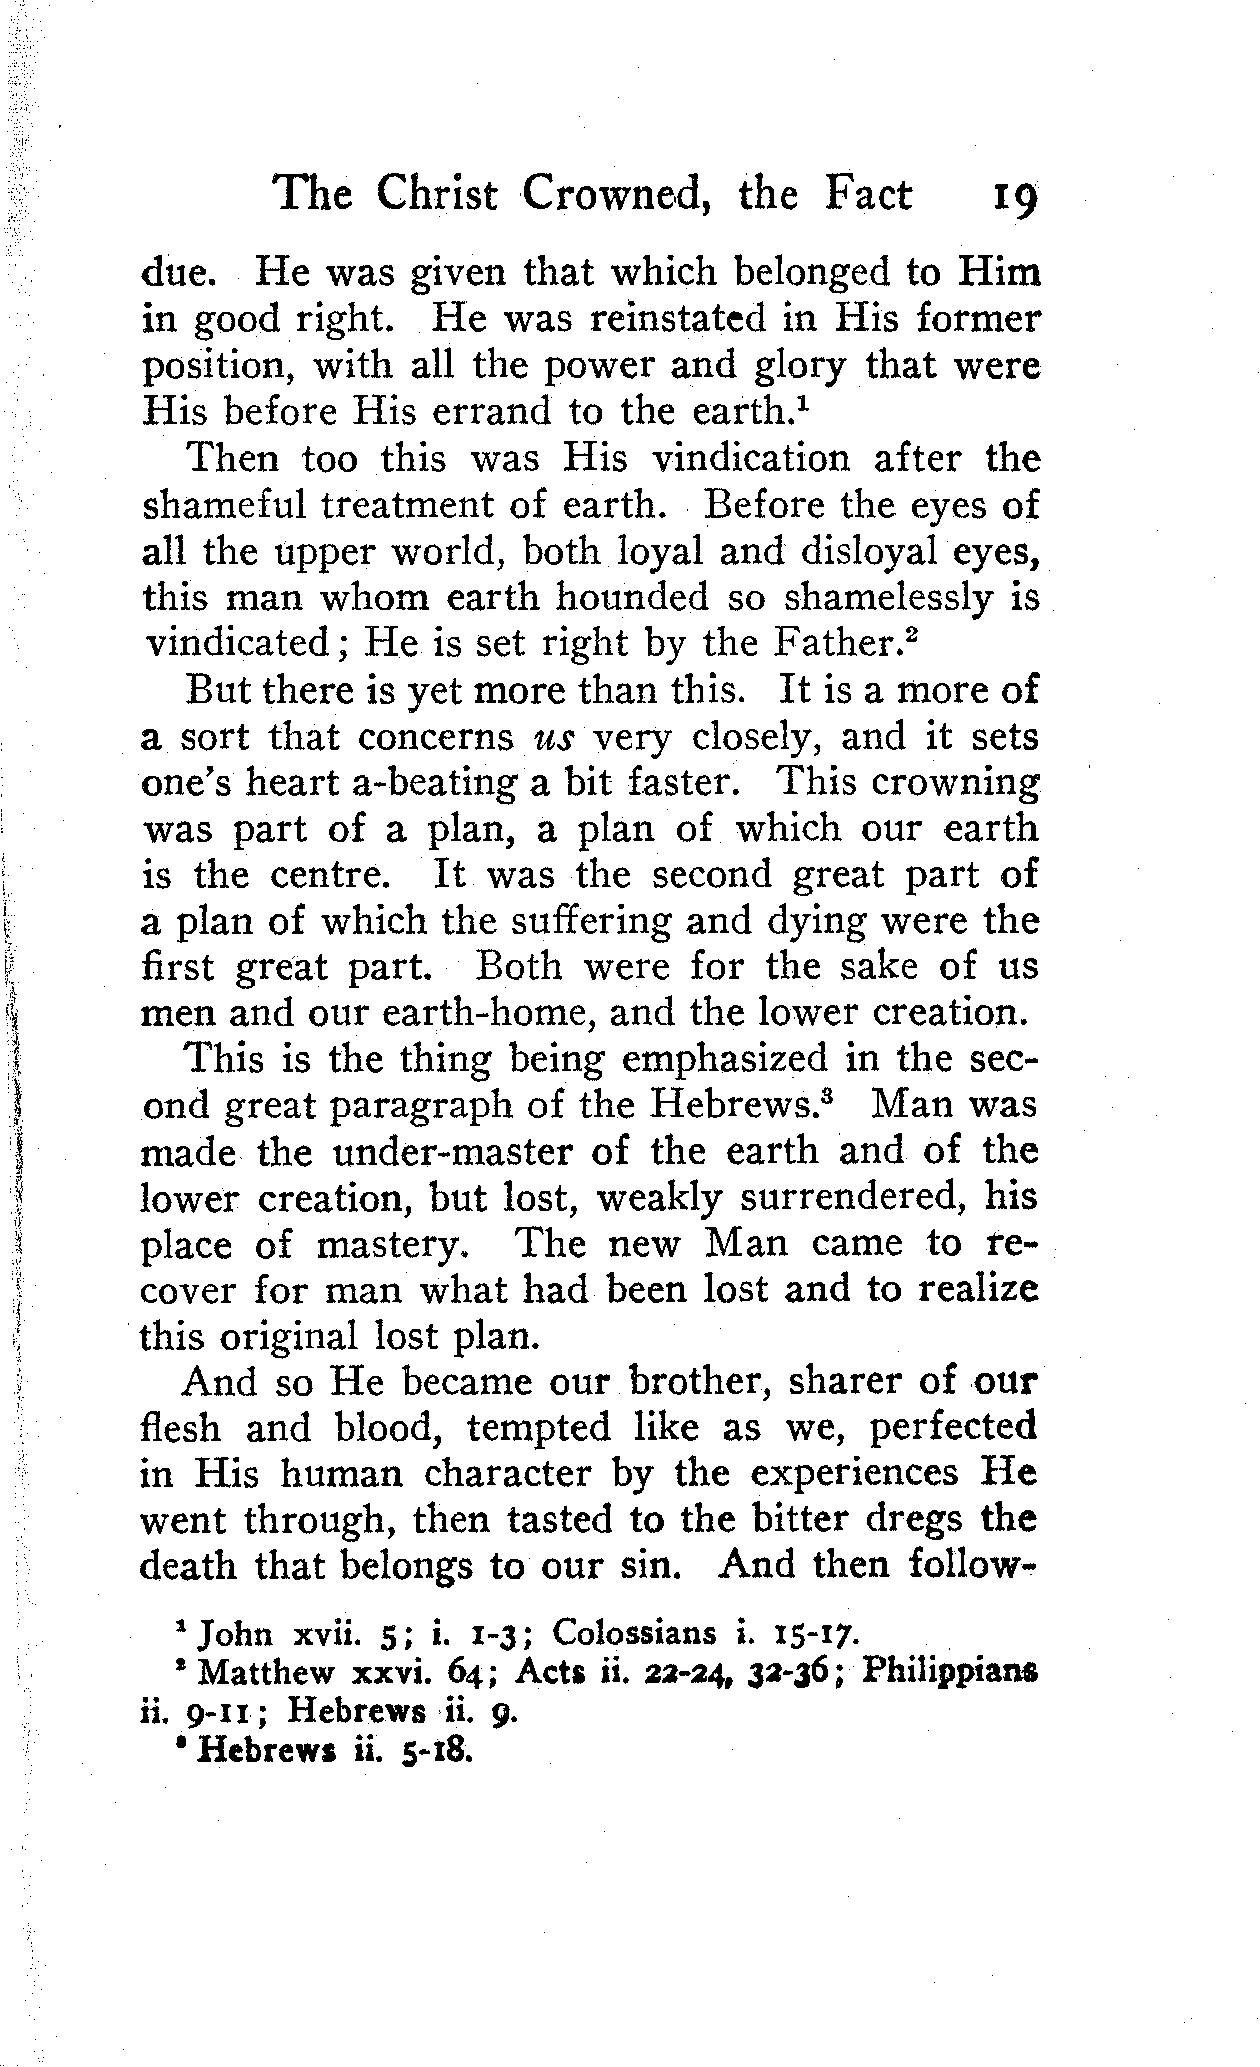 The Christ Crowned, the Fact 19
due. He was given that which belonged to Him
in good right. He was reinstated in His former
position, with all the power and glory that were
His before His errand to the earth.¹
Then too this was His vindication after the
shameful treatment of earth. Before the eyes of
all the upper world, both loyal and disloyal eyes,
this man whom earth hounded so shamelessly is
vindicated; He is set right by the Father.²
But there is yet more than this. It is a more of
a sort that concerns us very closely, and it sets
one's heart a-beating a bit faster. This crowning
was part of a plan, a plan of which our earth
is the centre. It was the second great part of
a plan of which the suffering and dying were the
first great part. Both were for the sake of us
men and our earth-home, and the lower creation.
This is the thing being emphasized in the sec-
ond great paragraph of the Hebrews.³ Man was
made the under-master of the earth and of the
lower creation, but lost, weakly surrendered, his
place of mastery. The new Man came to re-
cover for man what had been lost and to realize
this original lost plan.
And so He became our brother, sharer of our
flesh and blood, tempted like as we, perfected
in His human character by the experiences He
went through, then tasted to the bitter dregs the
death that belongs to our sin. And then follow-
¹ John xvii. 5; i. 1-3; Colossians i. 15-17.
² Matthew xxvi. 64; Acts ii. 22-24, 32-36; Philippians
ii. 9-11; Hebrews ii. 9.
³ Hebrews ii. 5-18.